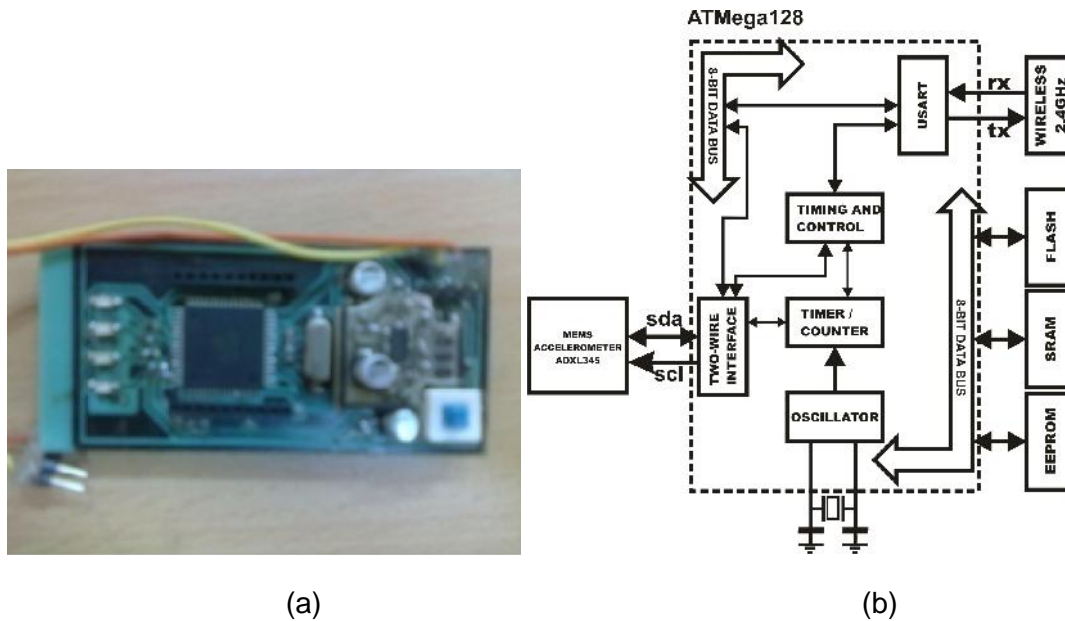 ATMega128
8-BIT DATA BUS
USART
rx
tx
WIRELESS
2.4GHz
TIMING AND
CONTROL
FLASH
MEMS
ACCELEROMETER
ADXL345
sda
scl
TWO-WIRE
INTERFACE
TIMER /
COUNTER
8-BIT DATA BUS
SRAM
OSCILLATOR
EEPROM
(a)
(b)